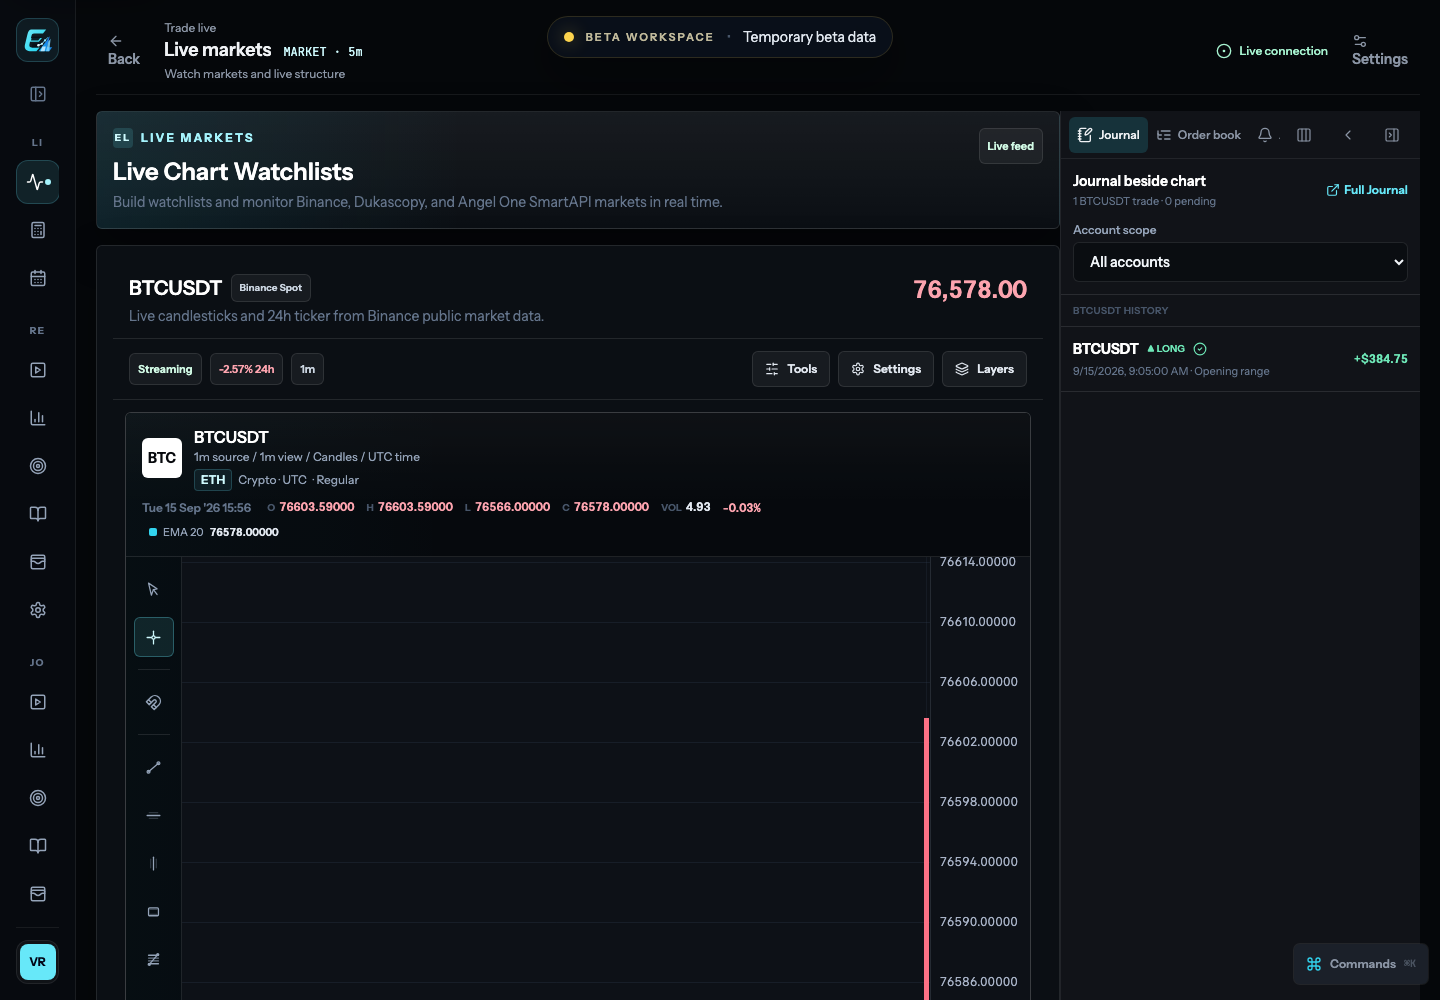 Trade live
BETA WORKSPACE · Temporary beta data
Back
Live markets MARKET · 5m
Live connection
Settings
Watch markets and live structure
LI
RE
JO
VR
EL LIVE MARKETS
Live Chart Watchlists
Live feed
Build watchlists and monitor Binance, Dukascopy, and Angel One SmartAPI markets in real time.
BTCUSDT Binance Spot
76,578.00
Live candlesticks and 24h ticker from Binance public market data.
Streaming -2.57% 24h 1m
Tools Settings Layers
BTC
BTCUSDT
1m source / 1m view / Candles / UTC time
ETH Crypto · UTC · Regular
Tue 15 Sep '26 15:56 O 76603.59000 H 76603.59000 L 76566.00000 C 76578.00000 VOL 4.93 -0.03%
EMA 20 76578.00000
76614.00000
76610.00000
76606.00000
76602.00000
76598.00000
76594.00000
76590.00000
76586.00000
Journal Order book
Journal beside chart
Full Journal
1 BTCUSDT trade · 0 pending
Account scope
All accounts
BTCUSDT HISTORY
BTCUSDT LONG
+$384.75
9/15/2026, 9:05:00 AM · Opening range
Commands ⌘K